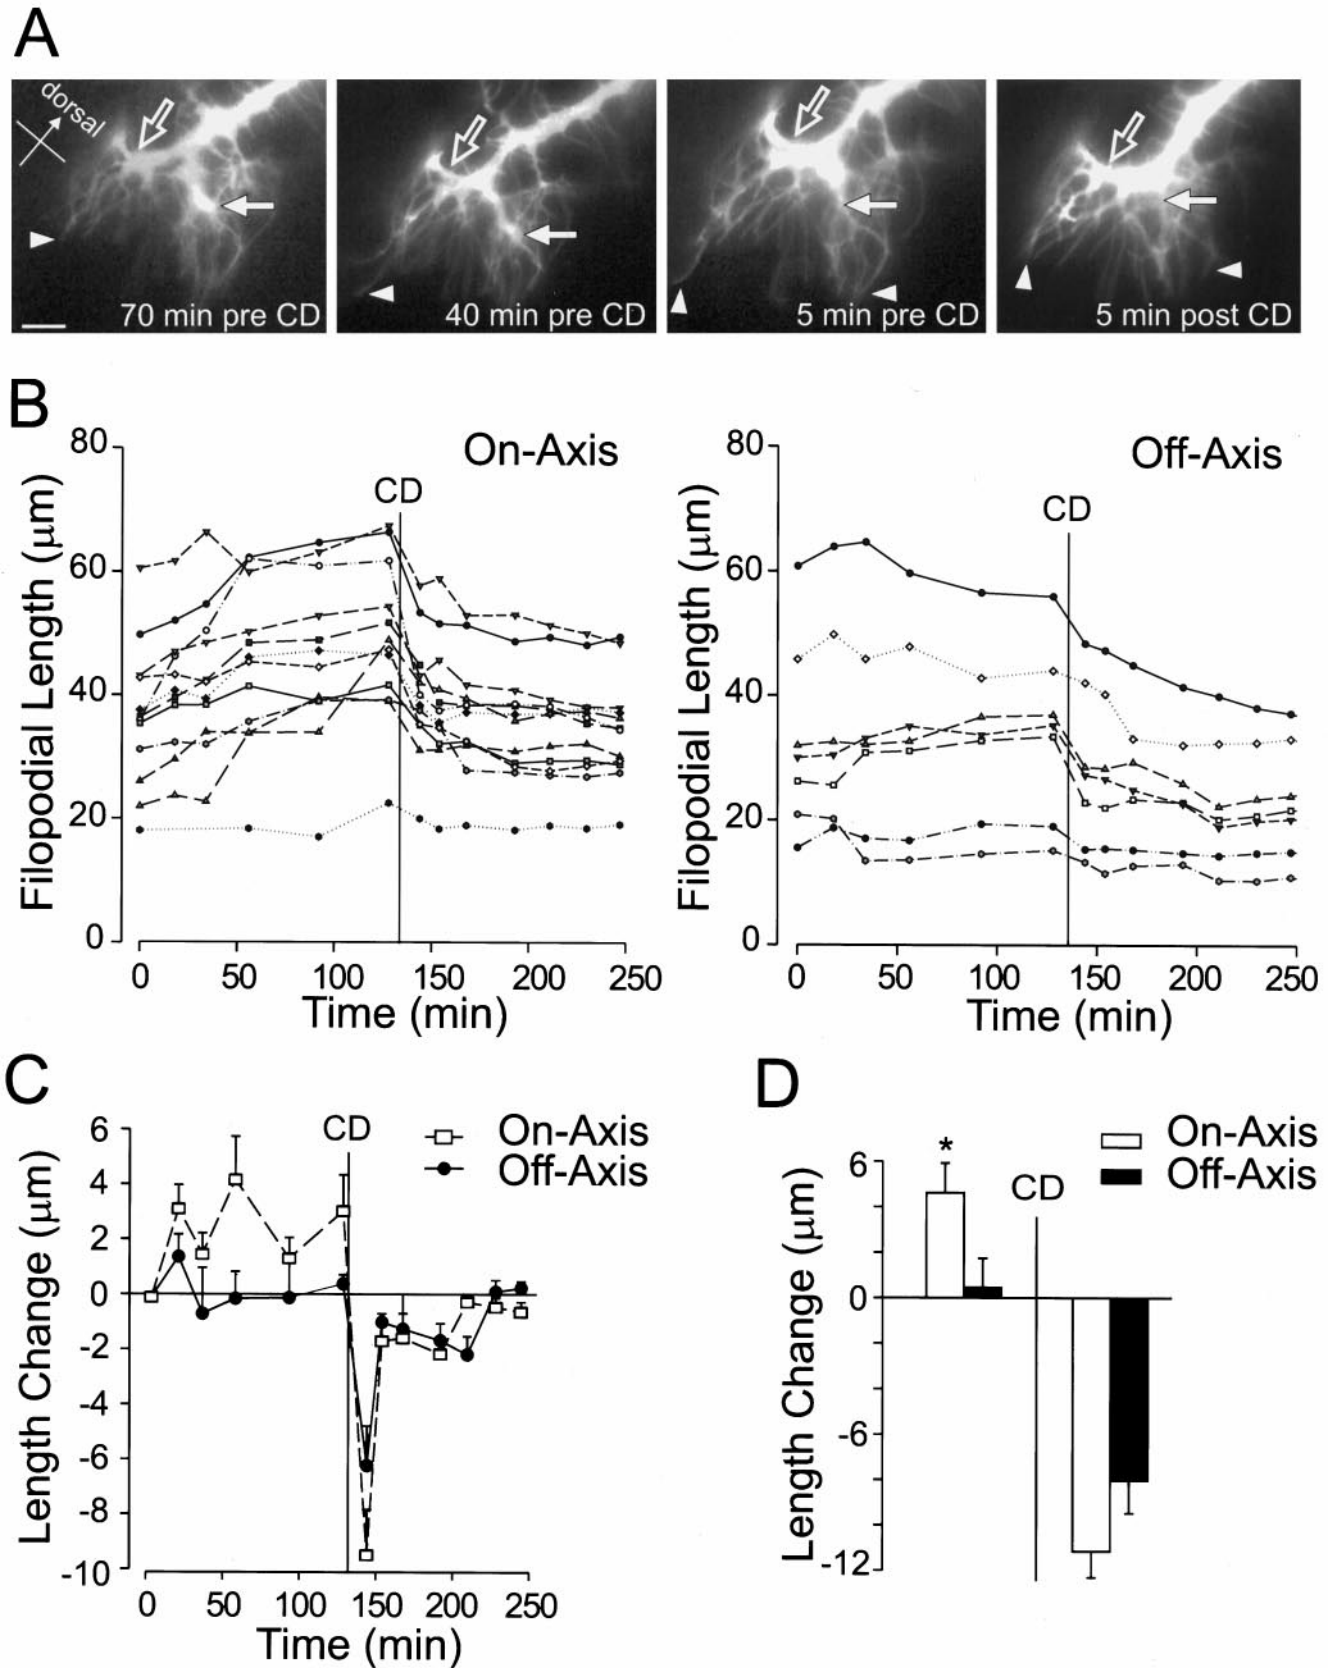 A
dorsal
70 min pre CD
40 min pre CD
5 min pre CD
5 min post CD
B
On-Axis
CD
Filopodial Length (μm)
80
60
40
20
0
0 50 100 150 200 250
Time (min)
Off-Axis
CD
Filopodial Length (μm)
80
60
40
20
0
0 50 100 150 200 250
Time (min)
C
CD
On-Axis
Off-Axis
Length Change (μm)
6
4
2
0
-2
-4
-6
-8
-10
0 50 100 150 200 250
Time (min)
D
On-Axis
Off-Axis
*
CD
Length Change (μm)
6
0
-6
-12